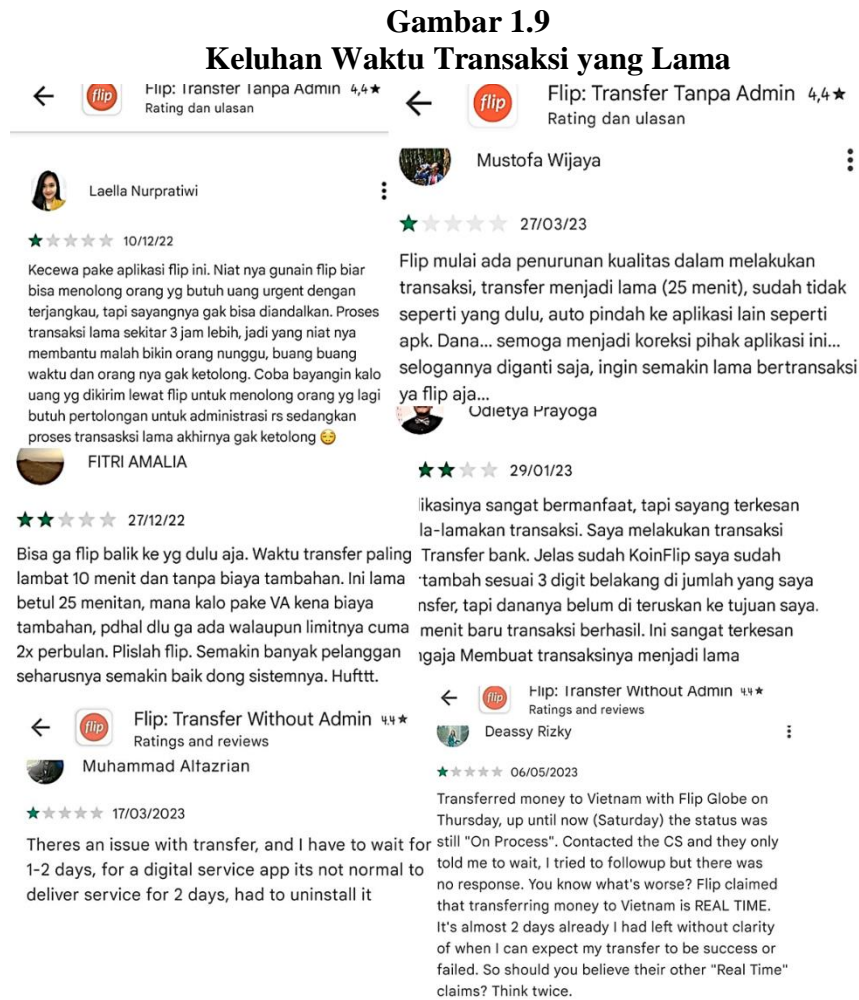 Gambar 1.9
Keluhan Waktu Transaksi yang Lama
flip
Flip: Transfer Tanpa Admin 4,4★
Rating dan ulasan
Laella Nurpratiwi
10/12/22
Kecewa pake aplikasi flip ini. Niat nya gunain flip biar
bisa menolong orang yg butuh uang urgent dengan
terjangkau, tapi sayangnya gak bisa diandalkan. Proses
transaksi lama sekitar 3 jam lebih, jadi yang niat nya
membantu malah bikin orang nunggu, buang buang
waktu dan orang nya gak ketolong. Coba bayangin kalo
uang yg dikirim lewat flip untuk menolong orang yg lagi
butuh pertolongan untuk administrasi rs sedangkan
proses transasksi lama akhirnya gak ketolong 😌
FITRI AMALIA
27/12/22
Bisa ga flip balik ke yg dulu aja. Waktu transfer paling
lambat 10 menit dan tanpa biaya tambahan. Ini lama
betul 25 menitan, mana kalo pake VA kena biaya
tambahan, pdhal dlu ga ada walaupun limitnya cuma
2x perbulan. Plislah flip. Semakin banyak pelanggan
seharusnya semakin baik dong sistemnya. Hufttt.
flip
Flip: Transfer Without Admin 4.4★
Ratings and reviews
Muhammad Alfazrian
17/03/2023
Theres an issue with transfer, and I have to wait for
1-2 days, for a digital service app its not normal to
deliver service for 2 days, had to uninstall it
flip
Flip: Transfer Tanpa Admin 4,4★
Rating dan ulasan
Mustofa Wijaya
27/03/23
Flip mulai ada penurunan kualitas dalam melakukan
transaksi, transfer menjadi lama (25 menit), sudah tidak
seperti yang dulu, auto pindah ke aplikasi lain seperti
apk. Dana... semoga menjadi koreksi pihak aplikasi ini...
selogannya diganti saja, ingin semakin lama bertransaksi
ya flip aja...
Odietya Prayoga
29/01/23
likasinya sangat bermanfaat, tapi sayang terkesan
la-lamakan transaksi. Saya melakukan transaksi
Transfer bank. Jelas sudah KoinFlip saya sudah
tambah sesuai 3 digit belakang di jumlah yang saya
nsfer, tapi dananya belum di teruskan ke tujuan saya.
menit baru transaksi berhasil. Ini sangat terkesan
ngaja Membuat transaksinya menjadi lama
flip
Flip: Transfer Without Admin 4.4★
Ratings and reviews
Deassy Rizky
06/05/2023
Transferred money to Vietnam with Flip Globe on
Thursday, up until now (Saturday) the status was
still "On Process". Contacted the CS and they only
told me to wait, I tried to followup but there was
no response. You know what's worse? Flip claimed
that transferring money to Vietnam is REAL TIME.
It's almost 2 days already I had left without clarity
of when I can expect my transfer to be success or
failed. So should you believe their other "Real Time"
claims? Think twice.